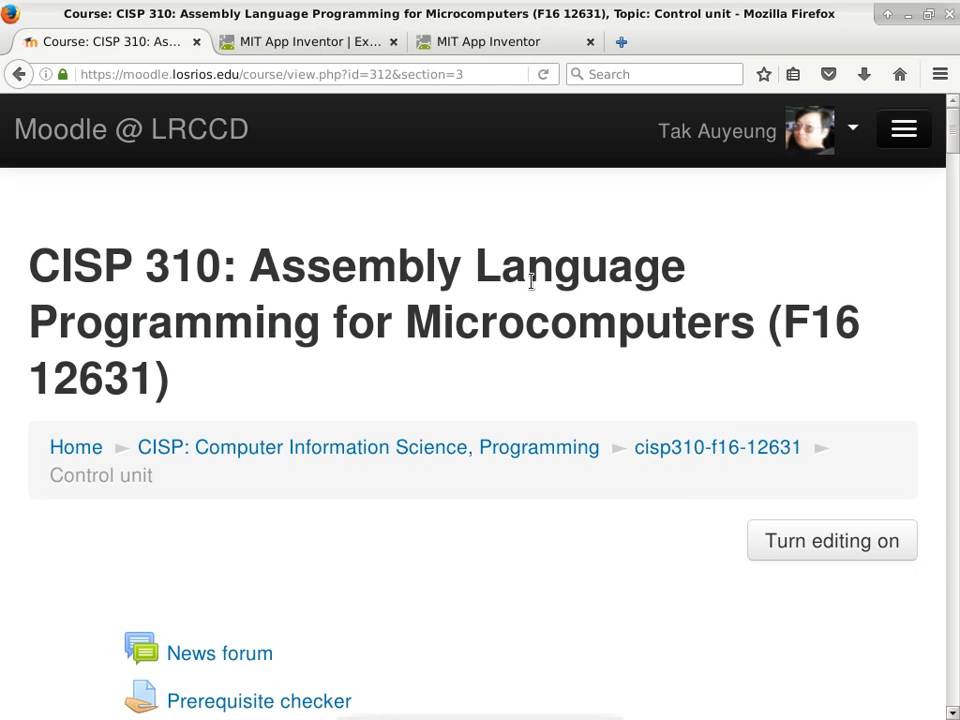 Course: CISP 310: Assembly Language Programming for Microcomputers (F16 12631), Topic: Control unit - Mozilla Firefox
Course: CISP 310: As... × MIT App Inventor | Ex... × MIT App Inventor ×
https://moodle.losrios.edu/course/view.php?id=312&section=3 Search
Moodle @ LRCCD Tak Auyeung
CISP 310: Assembly Language
Programming for Microcomputers (F16
12631)
Home ► CISP: Computer Information Science, Programming ► cisp310-f16-12631 ►
Control unit
Turn editing on
News forum
Prerequisite checker